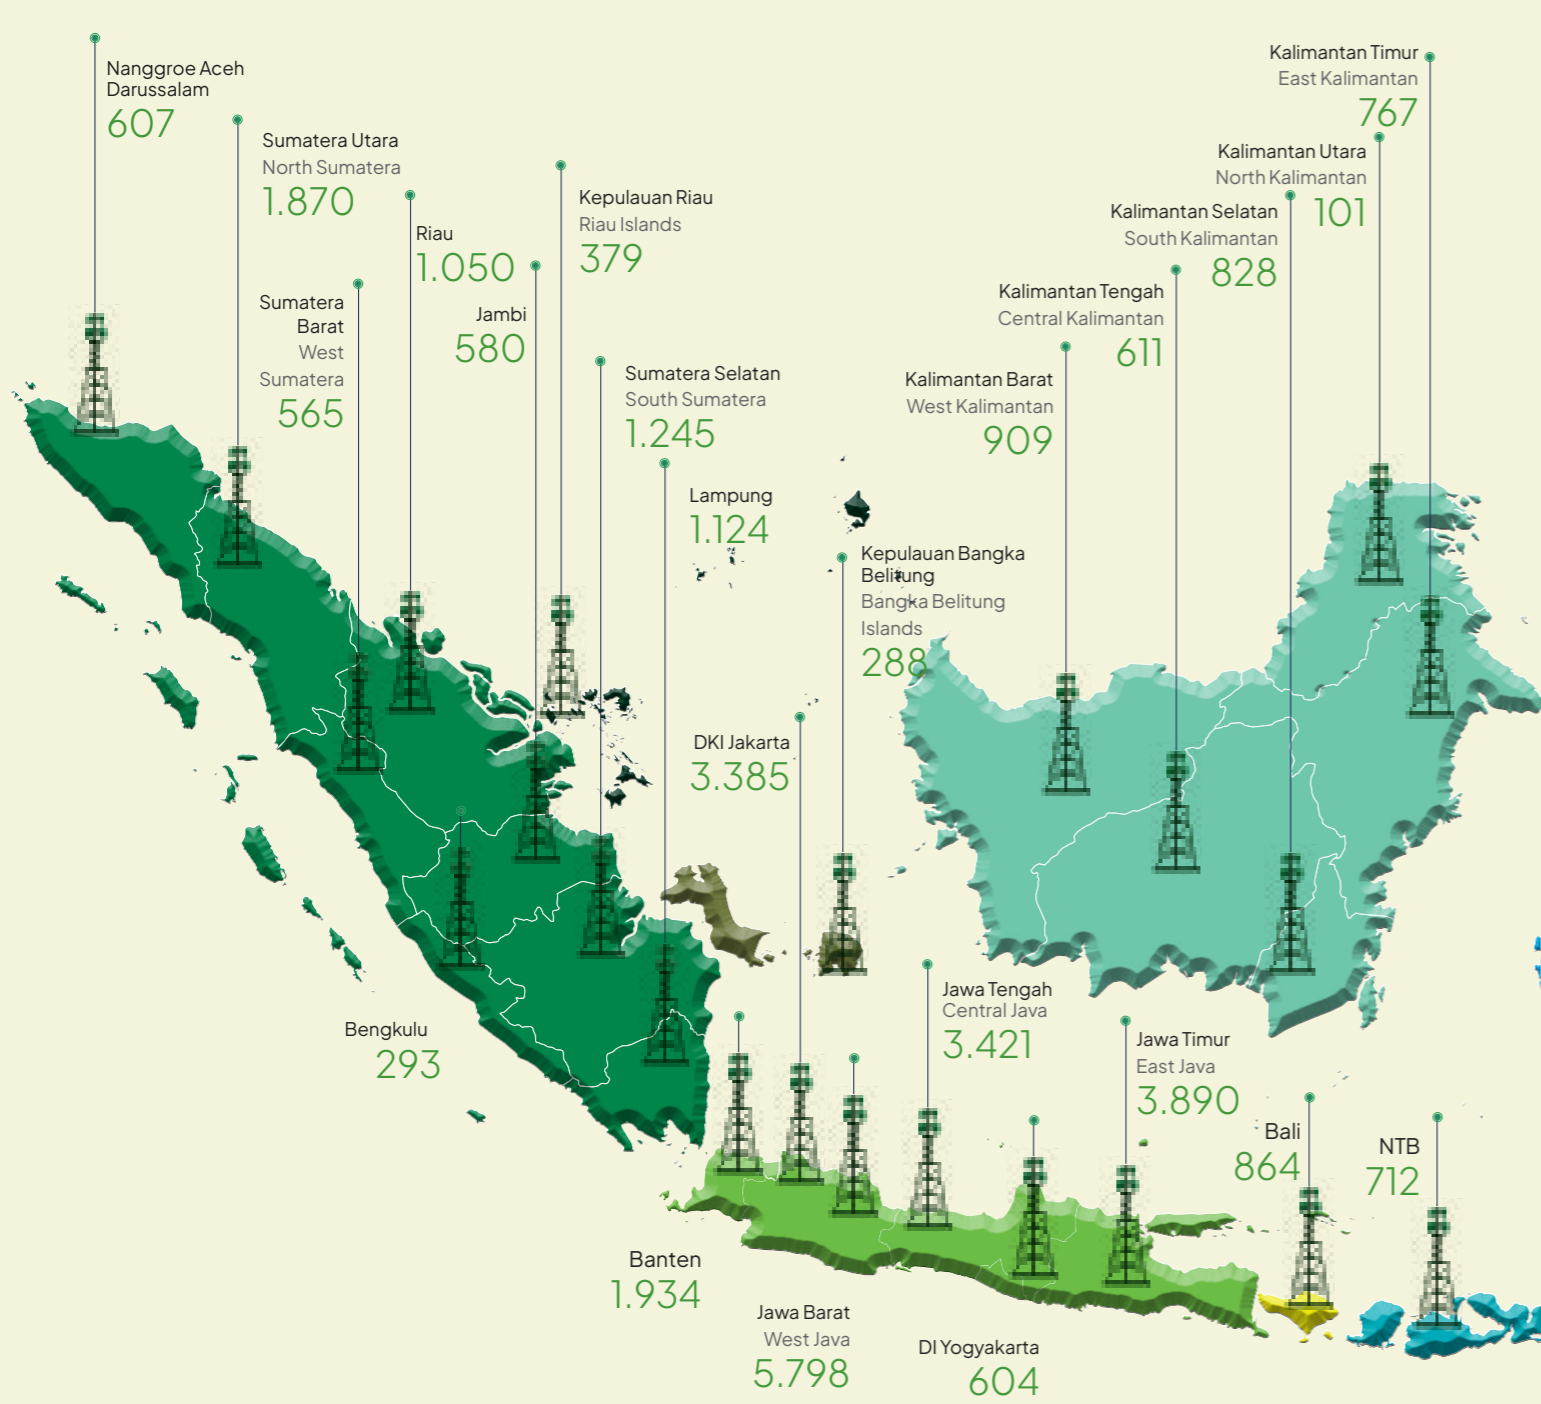 Nanggroe Aceh
Darussalam
607
Sumatera Utara
North Sumatera
1.870
Riau
1.050
Kepulauan Riau
Riau Islands
379
Sumatera
Barat
West
Sumatera
565
Jambi
580
Sumatera Selatan
South Sumatera
1.245
Lampung
1.124
Kepulauan Bangka
Belitung
Bangka Belitung
Islands
288
DKI Jakarta
3.385
Kalimantan Timur
East Kalimantan
767
Kalimantan Utara
North Kalimantan
101
Kalimantan Selatan
South Kalimantan
828
Kalimantan Tengah
Central Kalimantan
611
Kalimantan Barat
West Kalimantan
909
Bengkulu
293
Jawa Tengah
Central Java
3.421
Jawa Timur
East Java
3.890
Bali
864
NTB
712
Banten
1.934
Jawa Barat
West Java
5.798
DI Yogyakarta
604